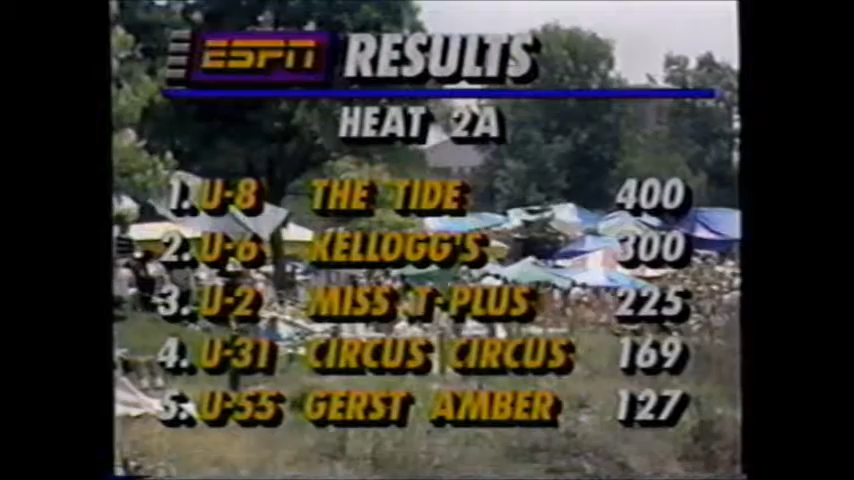 ESPN RESULTS
HEAT 2A
1. U-8 THE TIDE 400
2. U-6 KELLOGG'S 300
3. U-2 MISS T-PLUS 225
4. U-31 CIRCUS CIRCUS 169
5. U-55 GERST AMBER 127